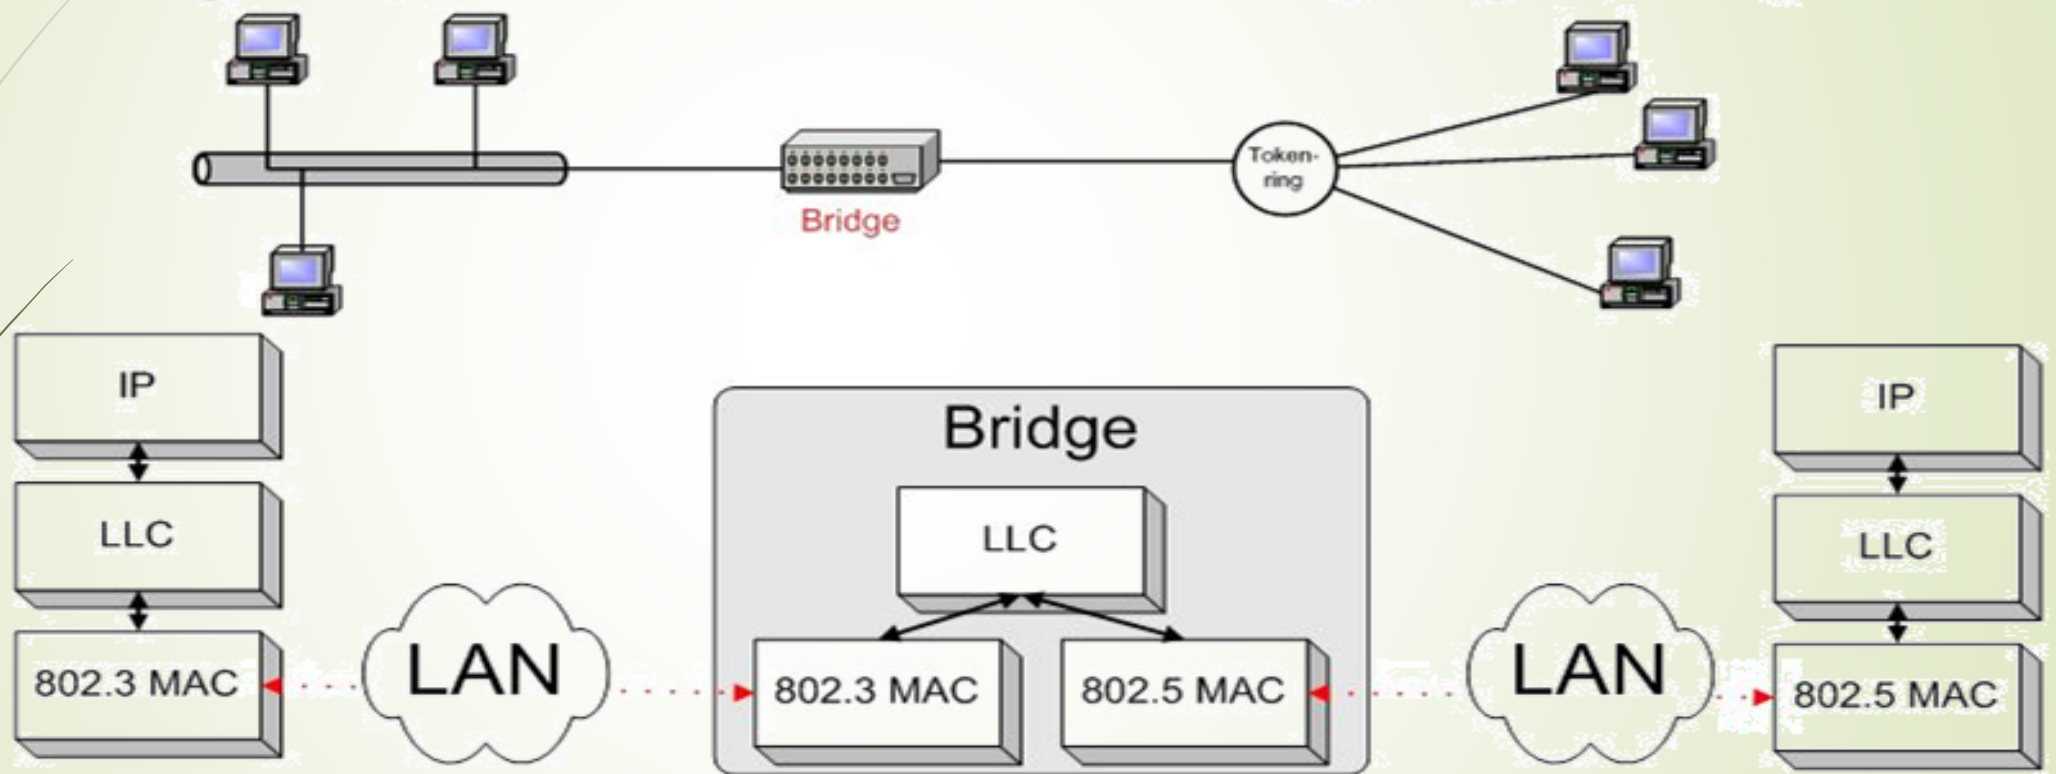 Token-
ring
Bridge
IP
LLC
802.3 MAC
LAN
Bridge
LLC
802.3 MAC
802.5 MAC
LAN
IP
LLC
802.5 MAC